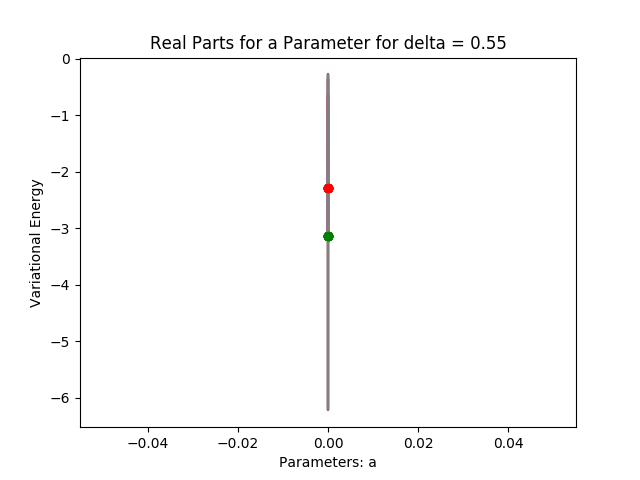 Real Parts for a Parameter for delta = 0.55
0
−1
−2
−3
−4
−5
−6
Variational Energy
−0.04 −0.02 0.00 0.02 0.04
Parameters: a